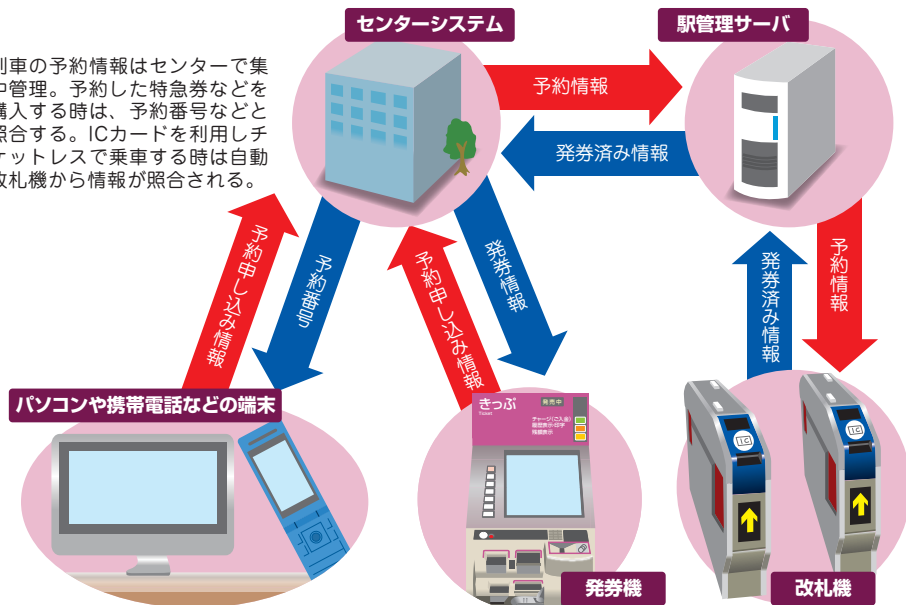 センターシステム
駅管理サーバ
列車の予約情報はセンターで集
中管理。予約した特急券などを
購入する時は、予約番号などと
照合する。ICカードを利用しチ
ケットレスで乗車する時は自動
改札機から情報が照合される。
予約情報
発券済み情報
予約申し込み情報
予約番号
予約申し込み情報
発券情報
発券済み情報
予約情報
パソコンや携帯電話などの端末
きっぷ
Ticket
発売中
チャージ(ご入金)
履歴表示・印字
残額表示
IC
IC
発券機
改札機